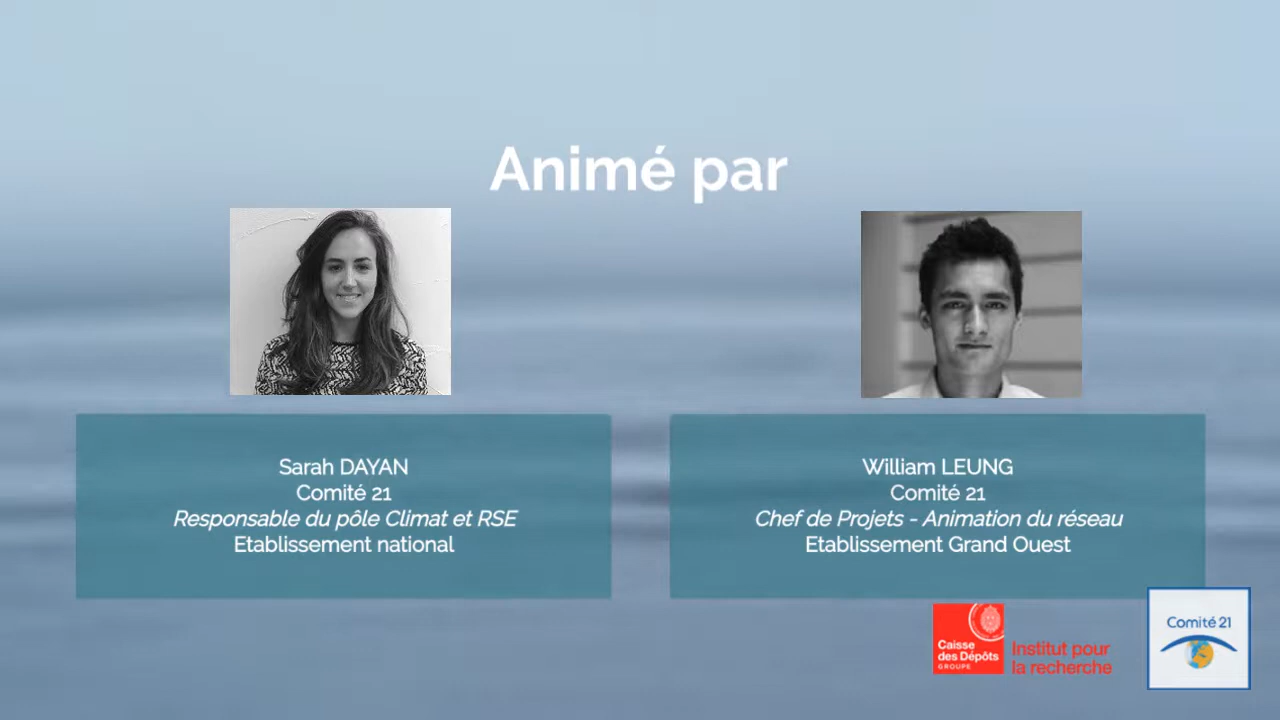 Animé par
Sarah DAYAN
Comité 21
Responsable du pôle Climat et RSE
Etablissement national
William LEUNG
Comité 21
Chef de Projets - Animation du réseau
Etablissement Grand Ouest
Caisse
des Dépôts
GROUPE
Institut pour
la recherche
Comité 21